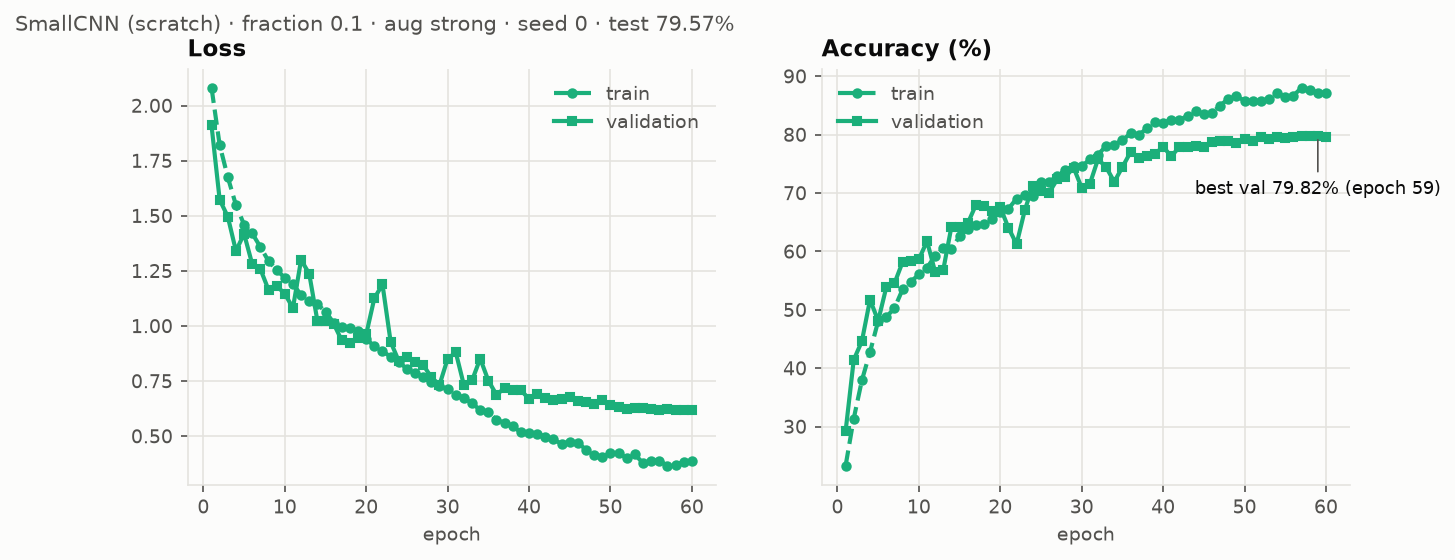 SmallCNN (scratch) · fraction 0.1 · aug strong · seed 0 · test 79.57%
Loss
train
validation
2.00
1.75
1.50
1.25
1.00
0.75
0.50
0 10 20 30 40 50 60
epoch
Accuracy (%)
train
validation
90
80
70
60
50
40
30
best val 79.82% (epoch 59)
0 10 20 30 40 50 60
epoch